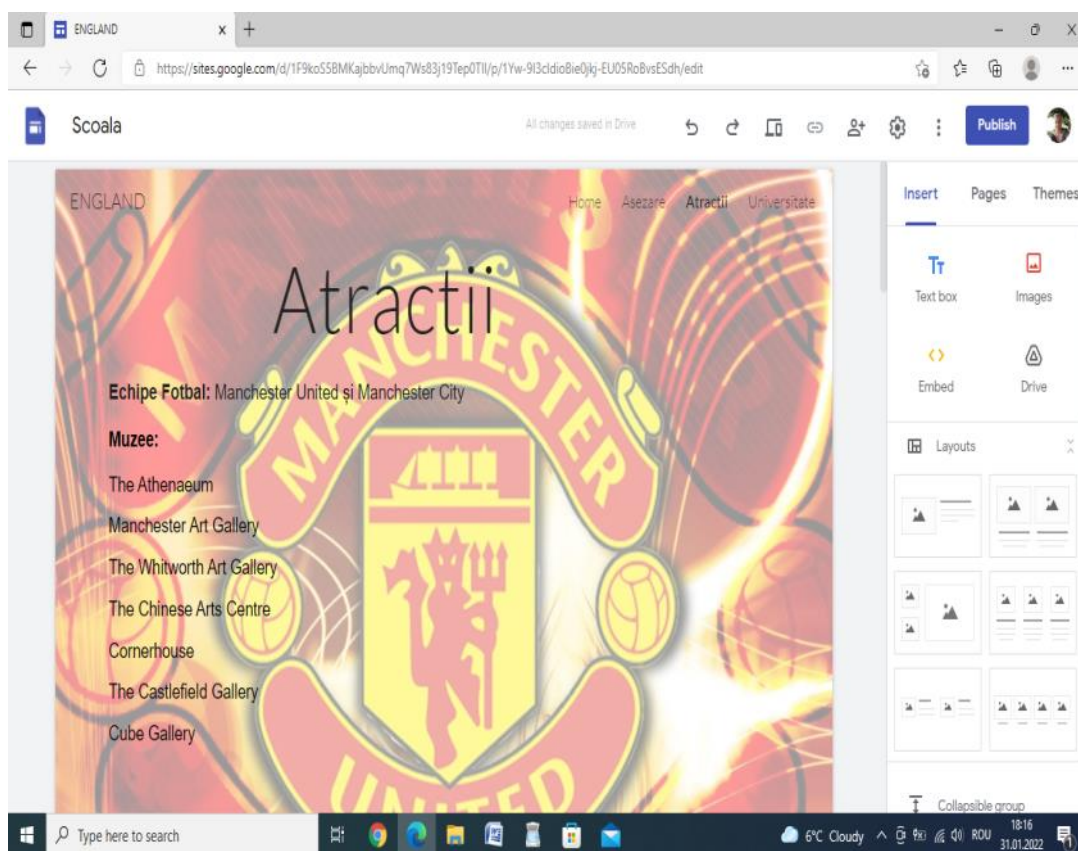 ENGLAND
https://sites.google.com/d/1F9koS5BMKajbbvUmq7Ws83j19Tep0TlI/p/1Yw-9I3cIdioBie0jkj-EU05RoBvsESdh/edit
Scoala
All changes saved in Drive
Publish
ENGLAND
Home Asezare Atractii Universitate
Atractii
Echipe Fotbal: Manchester United și Manchester City
Muzee:
The Athenaeum
Manchester Art Gallery
The Whitworth Art Gallery
The Chinese Arts Centre
Cornerhouse
The Castlefield Gallery
Cube Gallery
MANCHESTER
UNITED
Insert Pages Themes
Text box Images
Embed Drive
Layouts
Collapsible group
Type here to search
6°C Cloudy
ROU
18:16
31.01.2022